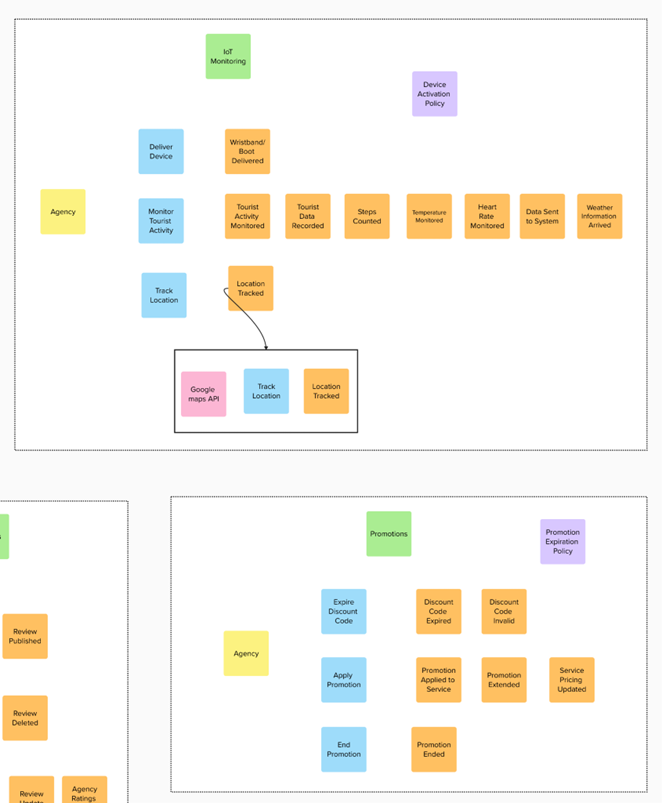 IoT
Monitoring
Device
Activation
Policy
Deliver
Device
Wristband/
Boot
Delivered
Agency
Monitor
Tourist
Activity
Tourist
Activity
Monitored
Tourist
Data
Recorded
Steps
Counted
Temperature
Monitored
Heart
Rate
Monitored
Data Sent
to System
Weather
Information
Arrived
Track
Location
Location
Tracked
Google
maps API
Track
Location
Location
Tracked
s
Review
Published
Review
Deleted
Review
Update
Agency
Ratings
Promotions
Promotion
Expiration
Policy
Expire
Discount
Code
Discount
Code
Expired
Discount
Code
Invalid
Agency
Apply
Promotion
Promotion
Applied to
Service
Promotion
Extended
Service
Pricing
Updated
End
Promotion
Promotion
Ended